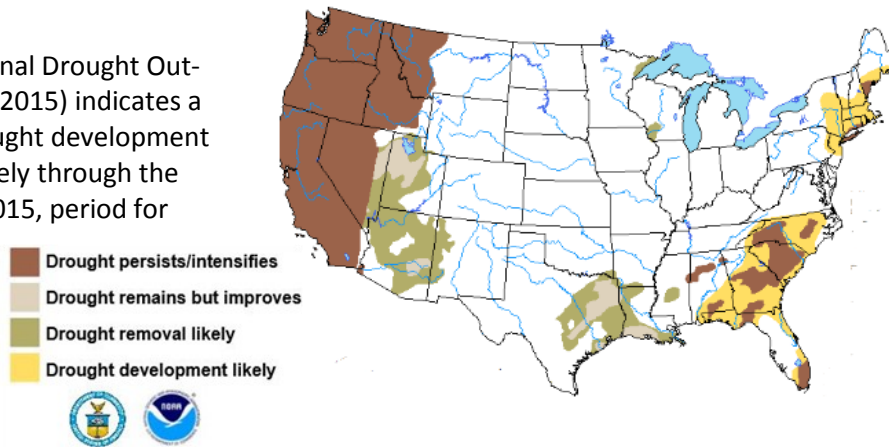 nal Drought Out-
2015) indicates a
ught development
ely through the
015, period for
Drought persists/intensifies
Drought remains but improves
Drought removal likely
Drought development likely
NOAA